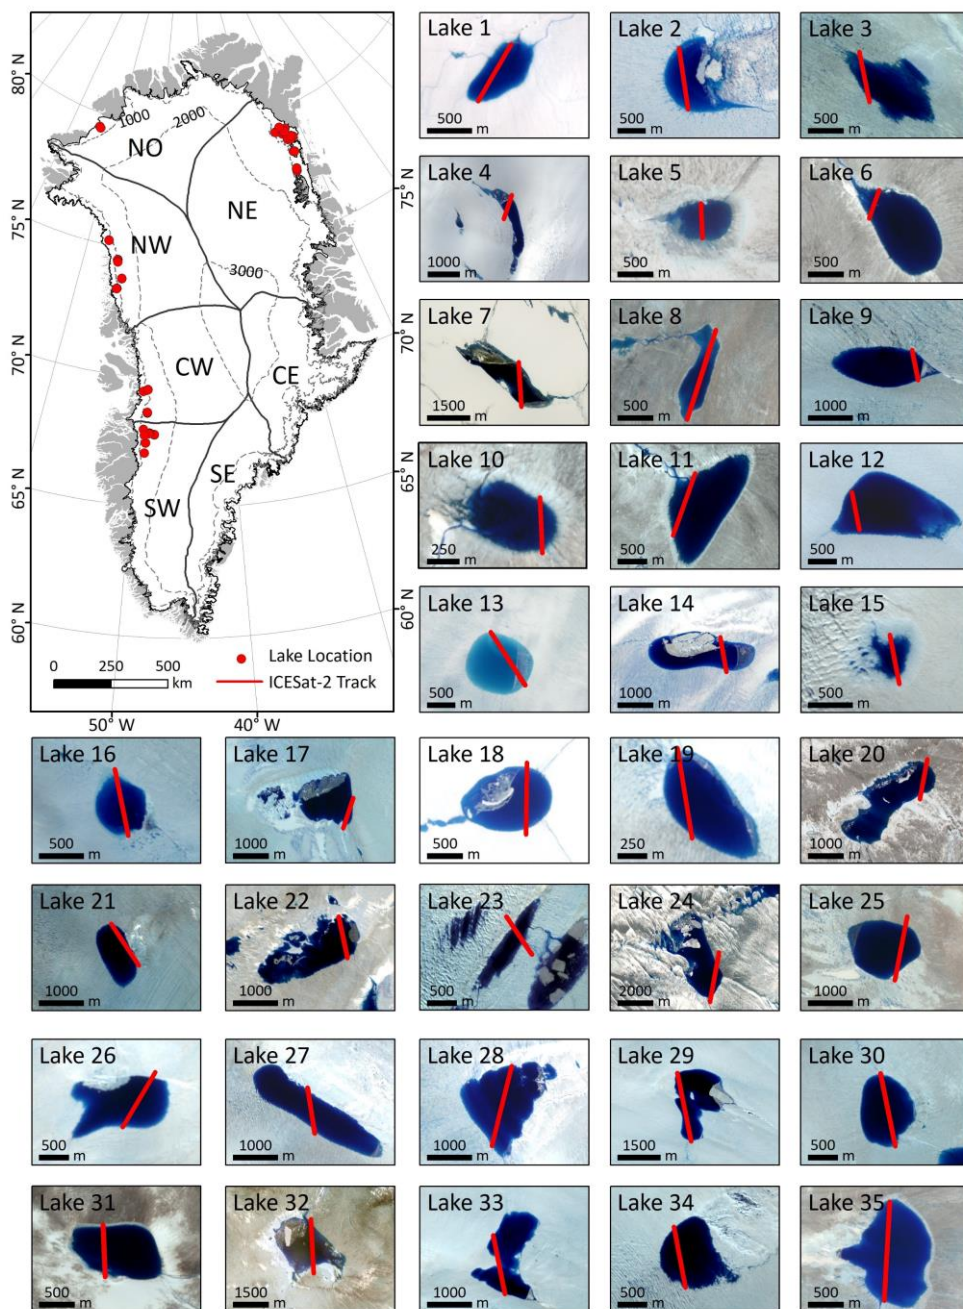 80° N
75° N
70° N
65° N
60° N
75° N
70° N
65° N
60° N
50° W
40° W
1000
2000
3000
NO
NE
NW
CW
CE
SW
SE
Lake Location
ICESat-2 Track
0 250 500
km
Lake 1
500 m
Lake 2
500 m
Lake 3
500 m
Lake 4
1000 m
Lake 5
500 m
Lake 6
500 m
Lake 7
1500 m
Lake 8
500 m
Lake 9
1000 m
Lake 10
250 m
Lake 11
500 m
Lake 12
500 m
Lake 13
500 m
Lake 14
1000 m
Lake 15
500 m
Lake 16
500 m
Lake 17
1000 m
Lake 18
500 m
Lake 19
250 m
Lake 20
1000 m
Lake 21
1000 m
Lake 22
1000 m
Lake 23
500 m
Lake 24
2000 m
Lake 25
1000 m
Lake 26
500 m
Lake 27
1000 m
Lake 28
1000 m
Lake 29
1500 m
Lake 30
500 m
Lake 31
500 m
Lake 32
1500 m
Lake 33
1000 m
Lake 34
500 m
Lake 35
500 m